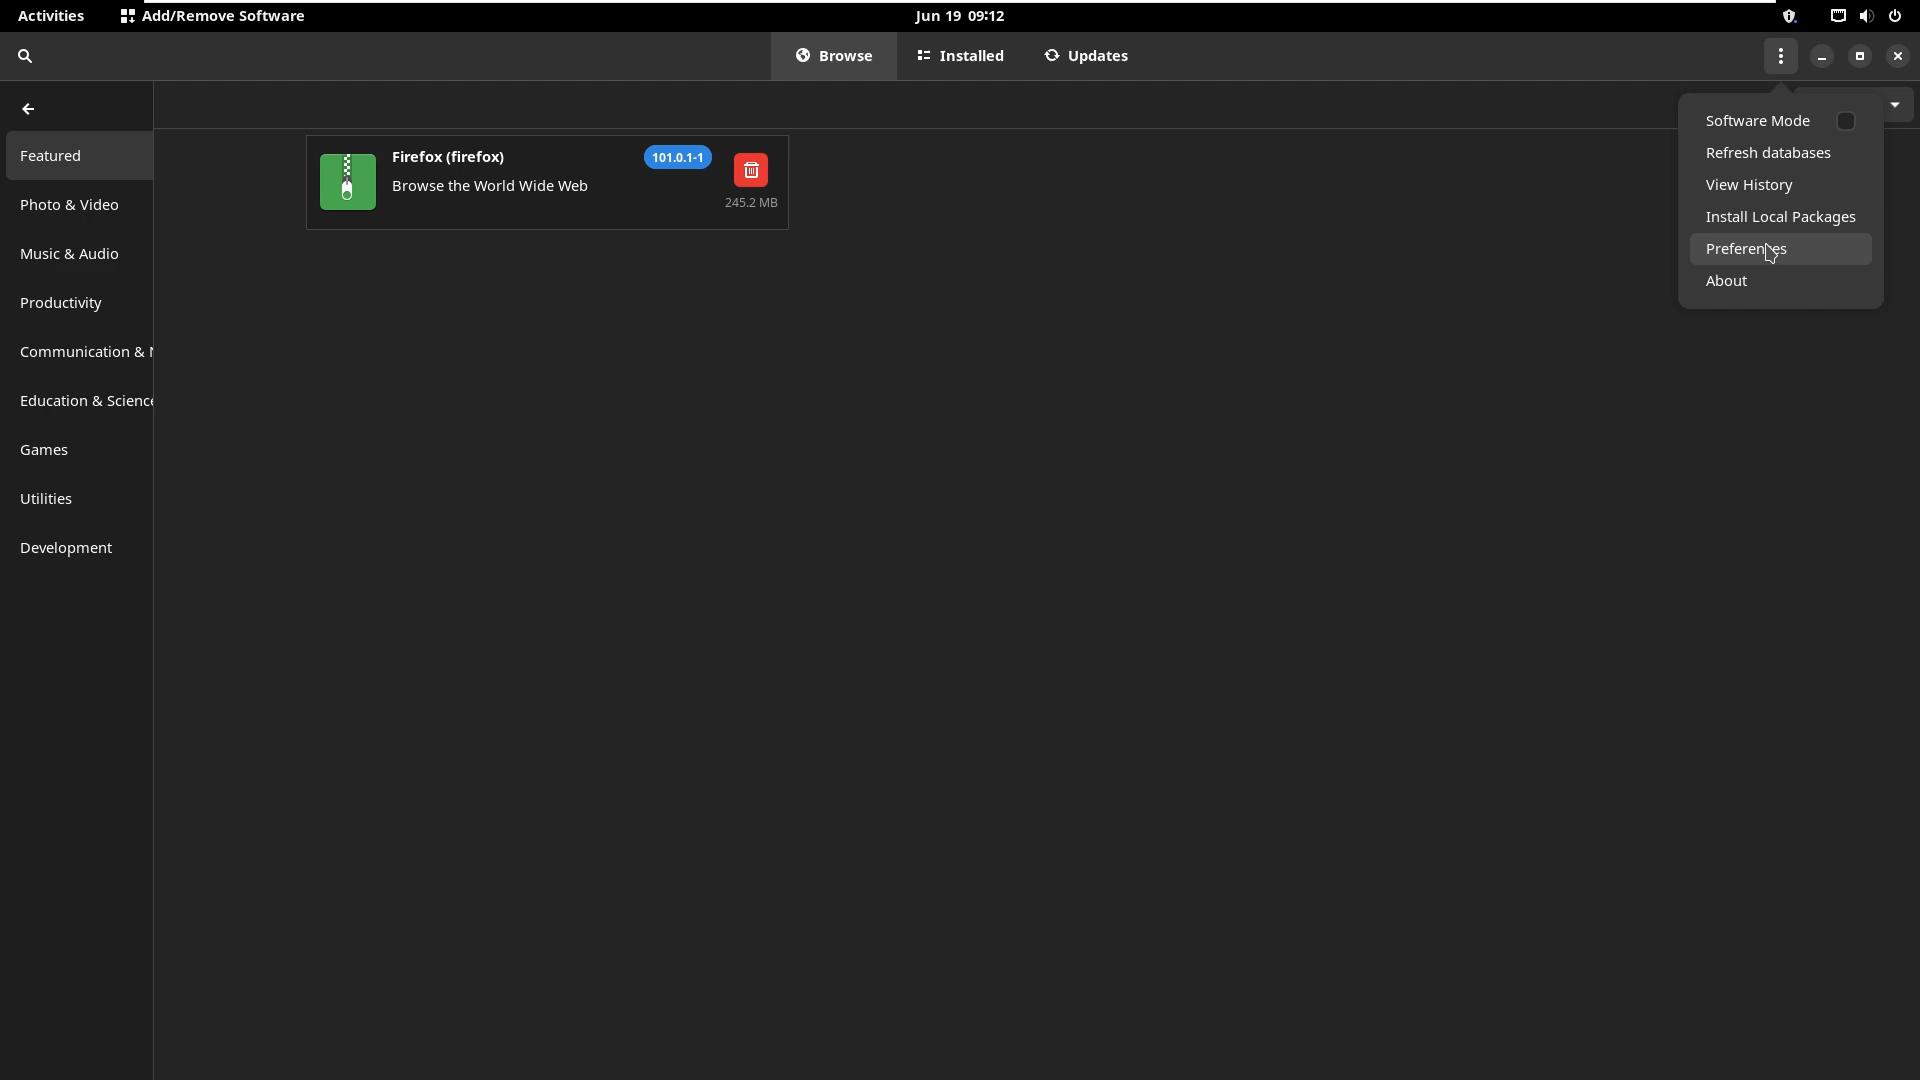 Activities
Add/Remove Software
Jun 19 09:12
Browse
Installed
Updates
Software Mode
Refresh databases
View History
Install Local Packages
Preferences
About
Featured
Photo & Video
Music & Audio
Productivity
Communication &
Education & Science
Games
Utilities
Development
Firefox (firefox)
101.0.1-1
Browse the World Wide Web
245.2 MB